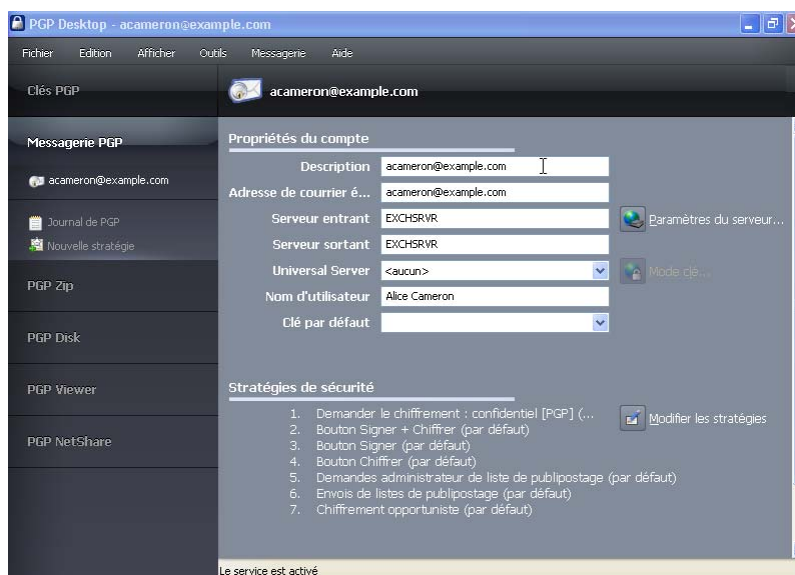 PGP Desktop - acameron@example.com
Fichier Edition Afficher Outils Messagerie Aide
Clés PGP
acameron@example.com
Messagerie PGP
acameron@example.com
Journal de PGP
Nouvelle stratégie
PGP Zip
PGP Disk
PGP Viewer
PGP NetShare
Propriétés du compte
Description acameron@example.com
Adresse de courrier é... acameron@example.com
Serveur entrant EXCHSRVR Paramètres du serveur...
Serveur sortant EXCHSRVR
Universal Server <aucun> Mode clé...
Nom d'utilisateur Alice Cameron
Clé par défaut
Stratégies de sécurité
1. Demander le chiffrement : confidentiel [PGP] (... Modifier les stratégies
2. Bouton Signer + Chiffrer (par défaut)
3. Bouton Signer (par défaut)
4. Bouton Chiffrer (par défaut)
5. Demandes administrateur de liste de publipostage (par défaut)
6. Envois de listes de publipostage (par défaut)
7. Chiffrement opportuniste (par défaut)
Le service est activé